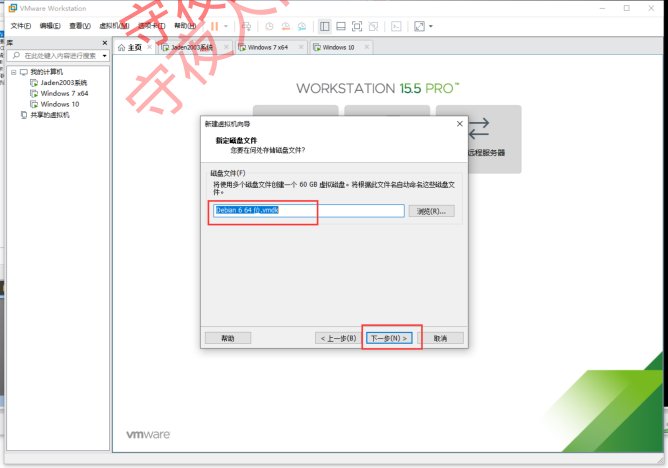 VMware Workstation
文件(F) 编辑(E) 查看(V) 虚拟机(M) 选项卡(T) 帮助(H)
库
在此处键入内容进行搜索
主页
Jaden2003系统
Windows 7 x64
Windows 10
我的计算机
Jaden2003系统
Windows 7 x64
Windows 10
共享的虚拟机
WORKSTATION 15.5 PRO™
远程服务器
新建虚拟机向导
指定磁盘文件
您要在何处存储磁盘文件?
磁盘文件(F)
将使用多个磁盘文件创建一个 60 GB 虚拟磁盘。将根据此文件名自动命名这些磁盘文
件。
Debian 6 64 位.vmdk
浏览(R)...
帮助
< 上一步(B)
下一步(N) >
取消
vmware
守夜人
守夜